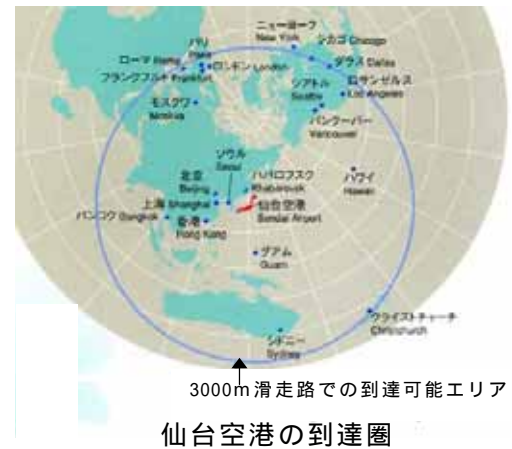 ニューヨーク
New York
シカゴ Chicago
パリ
Paris
ダラス Dallas
ローマ Roma
ロンドン London
フランクフルト Frankfurt
シアトル
Seattle
ロサンゼルス
Los Angeles
モスクワ
Moskva
バンクーバー
Vancouver
ソウル
Seoul
北京
Beijing
ハバロフスク
Khabarovsk
ハワイ
Hawaii
上海 Shanghai
仙台空港
Sendai Airport
バンコク Bangkok
香港
Hong Kong
グアム
Guam
クライストチャーチ
Christchurch
シドニー
Sydney
3000m滑走路での到達可能エリア
仙台空港の到達圏